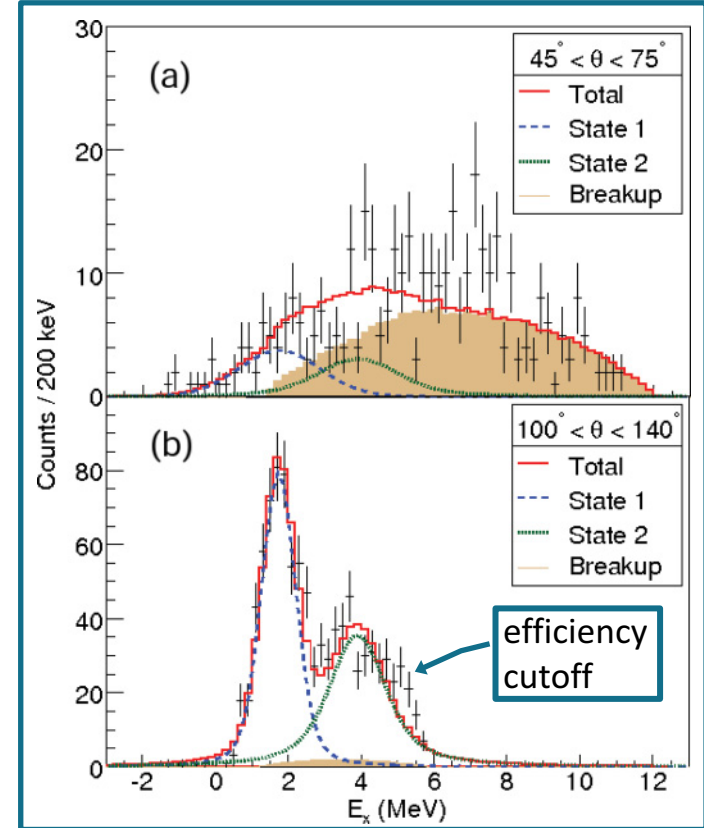 30
20
10
0
Counts / 200 keV
(a)
45° < θ < 75°
Total
State 1
State 2
Breakup
80
60
40
20
0
(b)
100° < θ < 140°
Total
State 1
State 2
Breakup
efficiency
cutoff
-2 0 2 4 6 8 10 12
Eₓ (MeV)